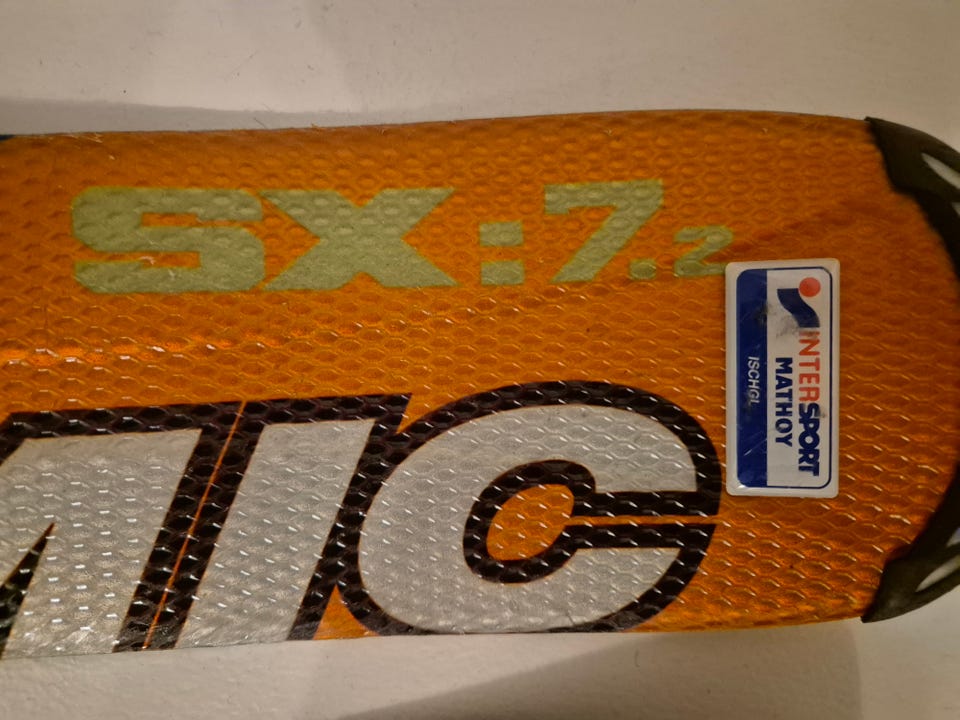 SX:7.2
MIC
INTERSPORT
MATHOY
ISCHGL